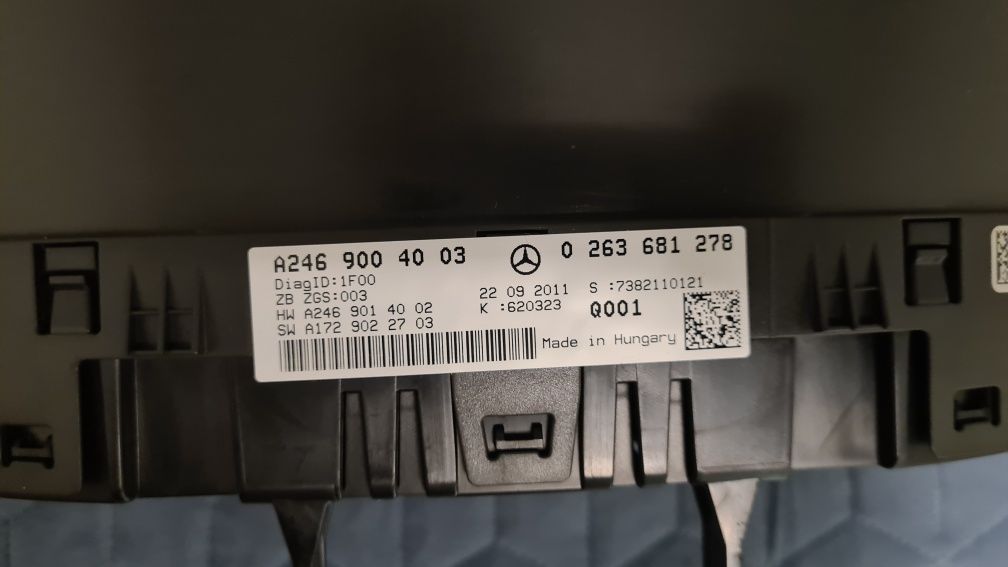 A246 900 40 03 0 263 681 278
DiagID:1F00
ZB ZGS:003 22 09 2011 S :7382110121
HW A246 901 40 02 K :620323 Q001
SW A172 902 27 03
Made in Hungary